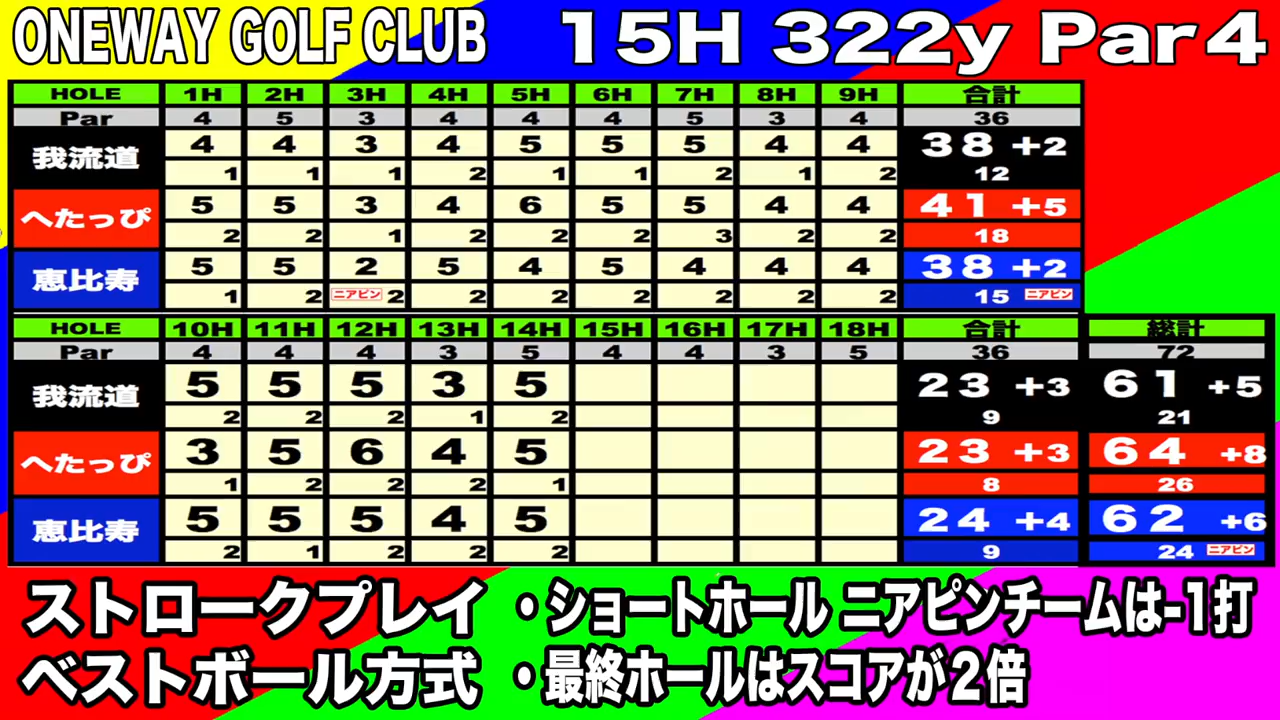 ONEWAY GOLF CLUB 15H 322y Par4
HOLE 1H 2H 3H 4H 5H 6H 7H 8H 9H 合計
Par 4 5 3 4 4 4 5 3 4 36
我流道 4 4 3 4 5 5 5 4 4 38 +2
1 1 1 2 1 1 2 1 2 12
へたっぴ 5 5 3 4 6 5 5 4 4 41 +5
2 2 1 2 2 2 3 2 2 18
恵比寿 5 5 2 5 4 5 4 4 4 38 +2
1 2 ニアピン 2 2 2 2 2 2 2 15 ニアピン
HOLE 10H 11H 12H 13H 14H 15H 16H 17H 18H 合計 総計
Par 4 4 4 3 5 4 4 3 5 36 72
我流道 5 5 5 3 5 23 +3 61 +5
2 2 2 1 2 9 21
へたっぴ 3 5 6 4 5 23 +3 64 +8
1 2 2 2 1 8 26
恵比寿 5 5 5 4 5 24 +4 62 +6
2 1 2 2 2 9 24 ニアピン
ストロークプレイ ・ショートホール ニアピンチームは-1打
ベストボール方式 ・最終ホールはスコアが2倍